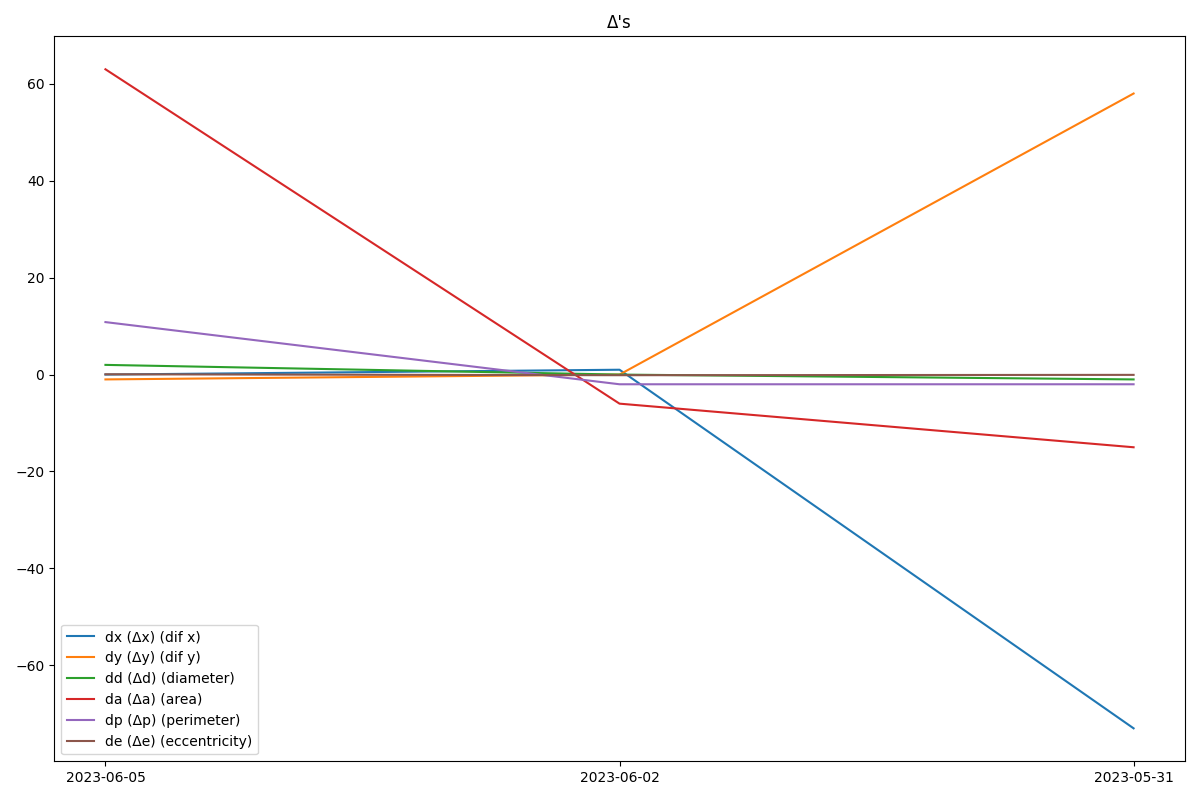 Δ's
60
40
20
0
−20
−40
−60
dx (Δx) (dif x)
dy (Δy) (dif y)
dd (Δd) (diameter)
da (Δa) (area)
dp (Δp) (perimeter)
de (Δe) (eccentricity)
2023-06-05
2023-06-02
2023-05-31